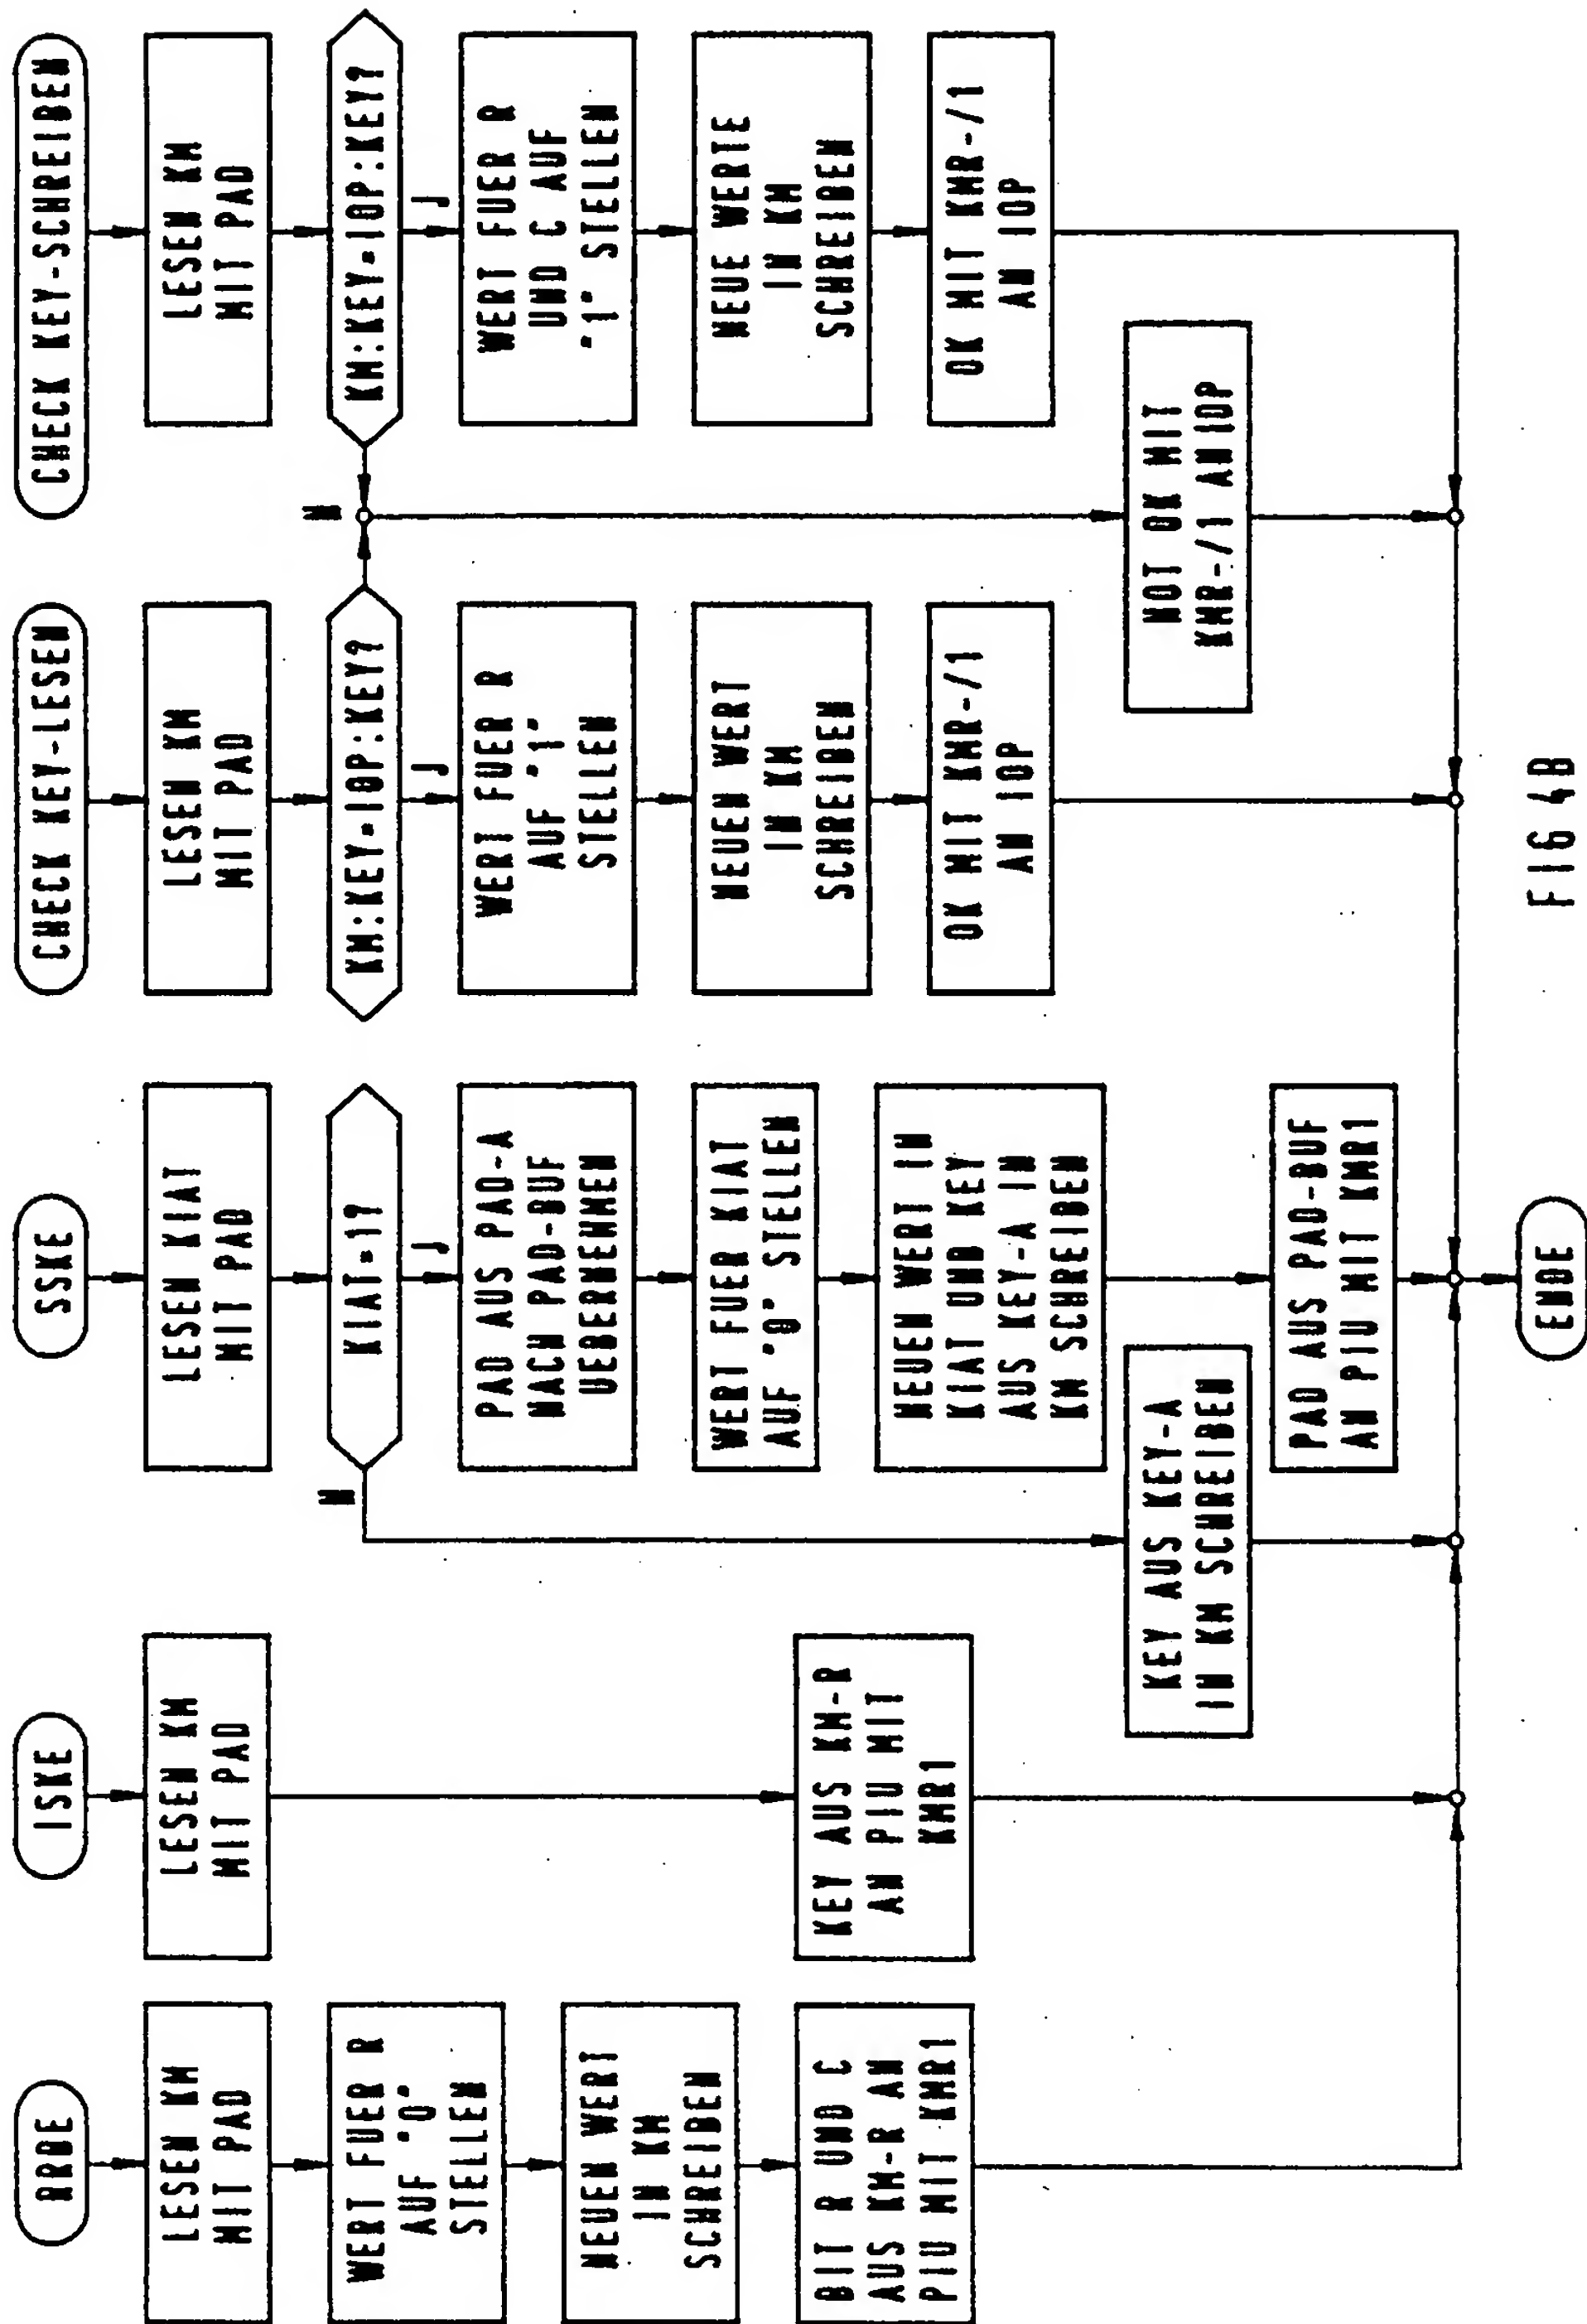 RRBE
LESEN KM
MIT PAD
WERT FUER R
AUF "0"
STELLEN
NEUEN WERT
IN KM
SCHREIBEN
BIT R UND C
AUS KM-R AN
PIU MIT KMR1
ISKE
LESEN KM
MIT PAD
KEY AUS KM-R
AN PIU MIT
KMR1
SSKE
LESEN KIAT
MIT PAD
KIAT=1?
N
J
PAD AUS PAD-A
NACH PAD-BUF
UEBERNEHMEN
WERT FUER KIAT
AUF "0" STELLEN
NEUEN WERT IN
KIAT UND KEY
AUS KEY-A IN
KM SCHREIBEN
KEY AUS KEY-A
IN KM SCHREIBEN
PAD AUS PAD-BUF
AN PIU MIT KMR1
CHECK KEY-LESEN
LESEN KM
MIT PAD
KM:KEY=IOP:KEY?
J
WERT FUER R
AUF "1"
STELLEN
NEUEN WERT
IN KM
SCHREIBEN
OK MIT KMR-/1
AN IOP
N
NOT OK MIT
KMR-/1 AN IOP
CHECK KEY-SCHREIBEN
LESEN KM
MIT PAD
KM:KEY=IOP:KEY?
J
WERT FUER R
UND C AUF
"1" STELLEN
NEUE WERTE
IN KM
SCHREIBEN
OK MIT KMR-/1
AN IOP
ENDE
FIG 4B